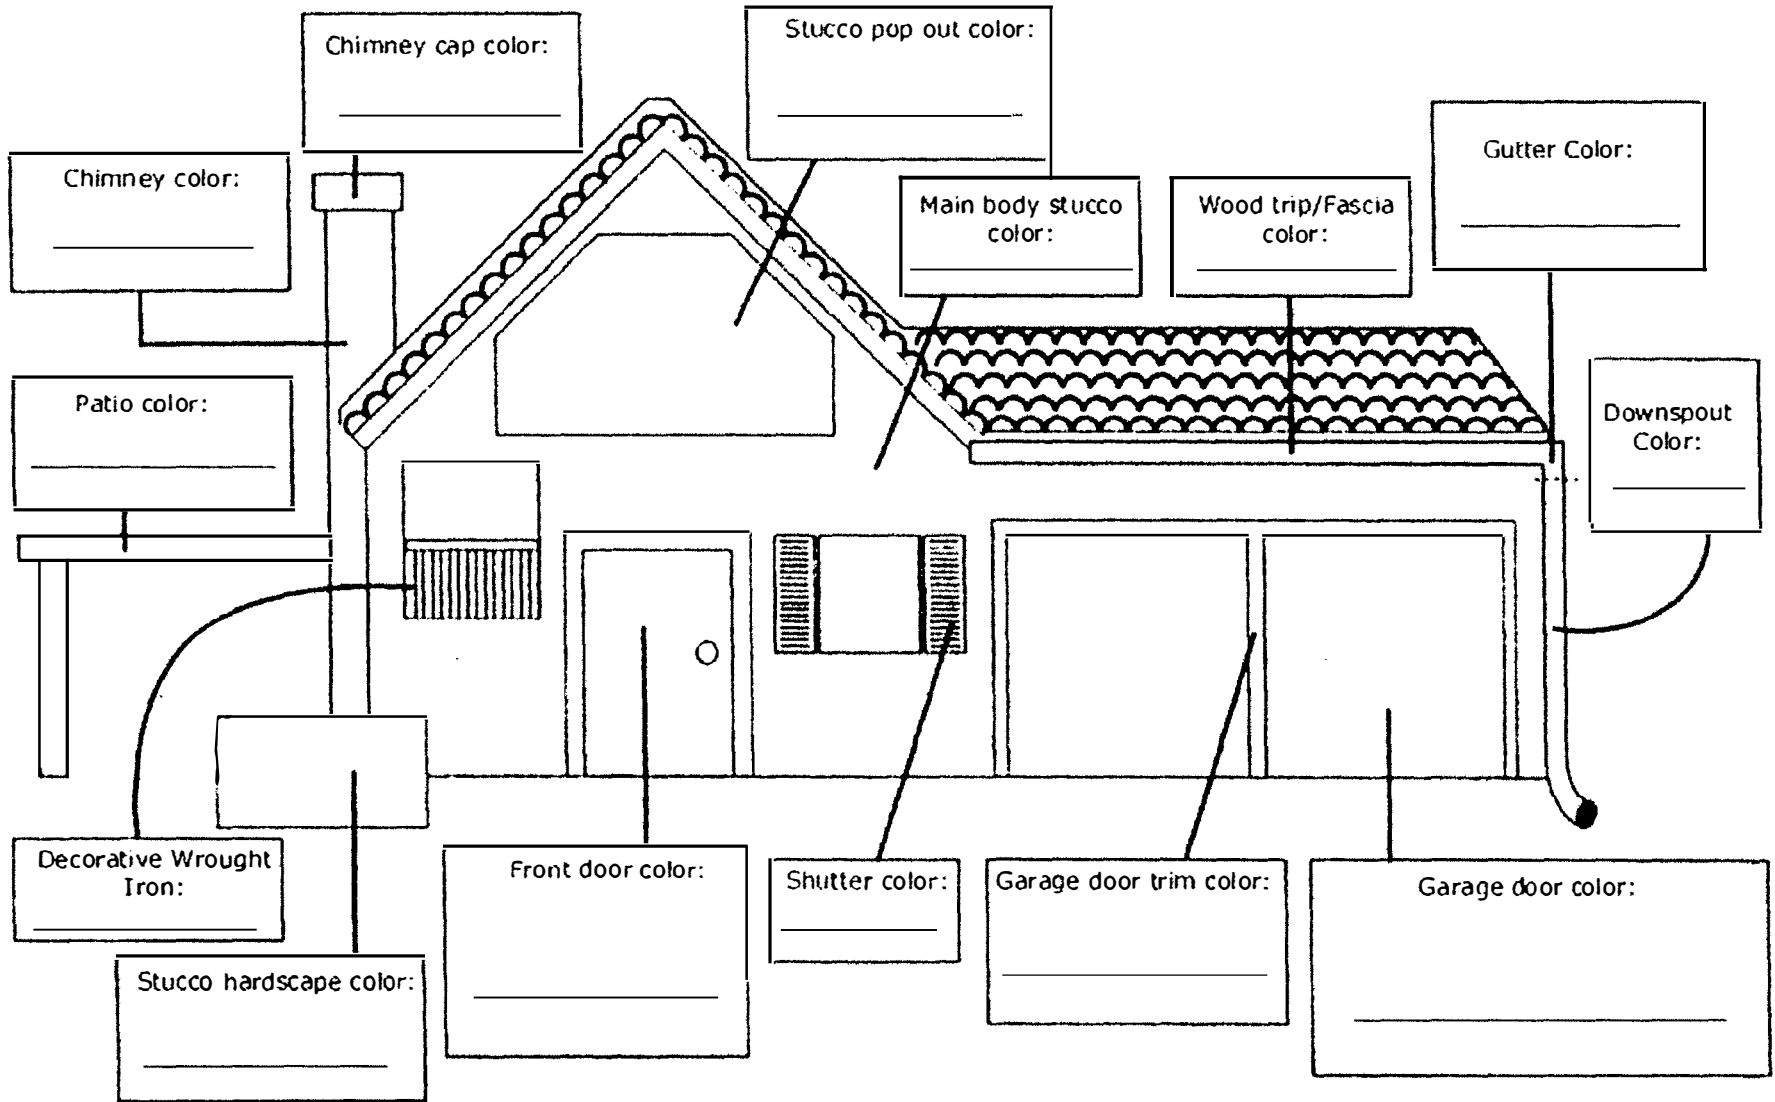 Chimney cap color:
Stucco pop out color:
Gutter Color:
Chimney color:
Main body stucco
color:
Wood trip/Fascia
color:
Patio color:
Downspout
Color:
Decorative Wrought
Iron:
Front door color:
Shutter color:
Garage door trim color:
Garage door color:
Stucco hardscape color: